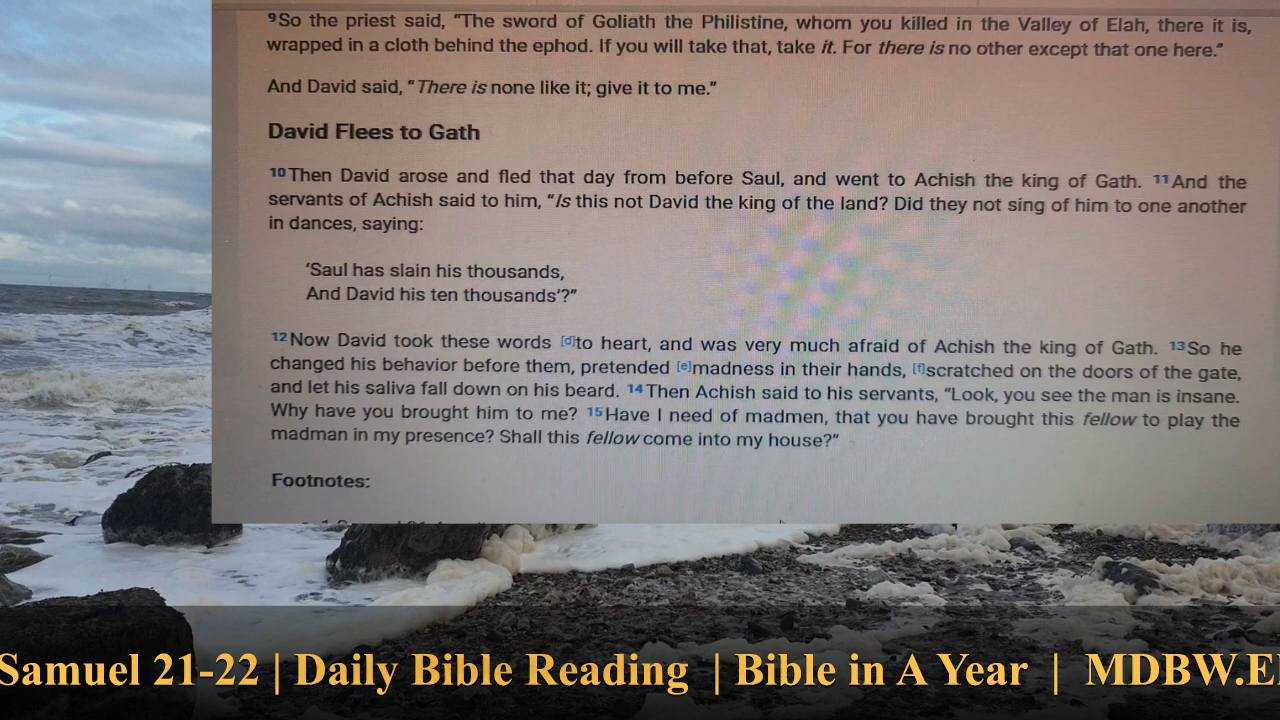 ⁹So the priest said, “The sword of Goliath the Philistine, whom you killed in the Valley of Elah, there it is,
wrapped in a cloth behind the ephod. If you will take that, take it. For there is no other except that one here.”
And David said, “There is none like it; give it to me.”
David Flees to Gath
¹⁰Then David arose and fled that day from before Saul, and went to Achish the king of Gath. ¹¹And the
servants of Achish said to him, “Is this not David the king of the land? Did they not sing of him to one another
in dances, saying:
‘Saul has slain his thousands,
And David his ten thousands’?”
¹²Now David took these words [d]to heart, and was very much afraid of Achish the king of Gath. ¹³So he
changed his behavior before them, pretended [e]madness in their hands, [f]scratched on the doors of the gate,
and let his saliva fall down on his beard. ¹⁴Then Achish said to his servants, “Look, you see the man is insane.
Why have you brought him to me? ¹⁵Have I need of madmen, that you have brought this fellow to play the
madman in my presence? Shall this fellow come into my house?”
Footnotes:
Samuel 21-22 | Daily Bible Reading | Bible in A Year | MDBW.E